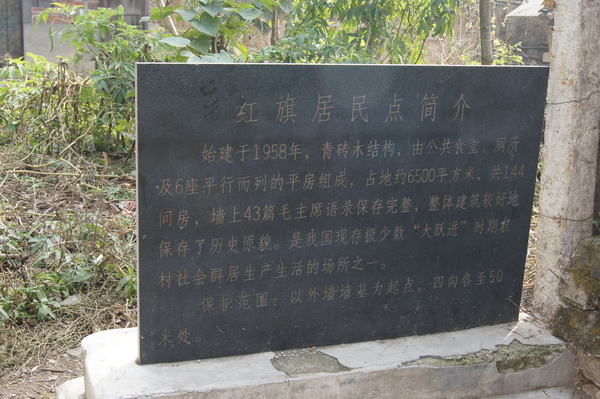 红旗居民点简介
始建于1958年，青砖木结构，由公共食堂、厕所
及6座平行而列的平房组成，占地约6500平方米，共144
间房，墙上43篇毛主席语录保存完整，整体建筑较好地
保存了历史原貌。是我国现存极少数“大跃进”时期农
村社会群居生产生活的场所之一。
保护范围：以外墙墙基为起点，四向各至50
米处。